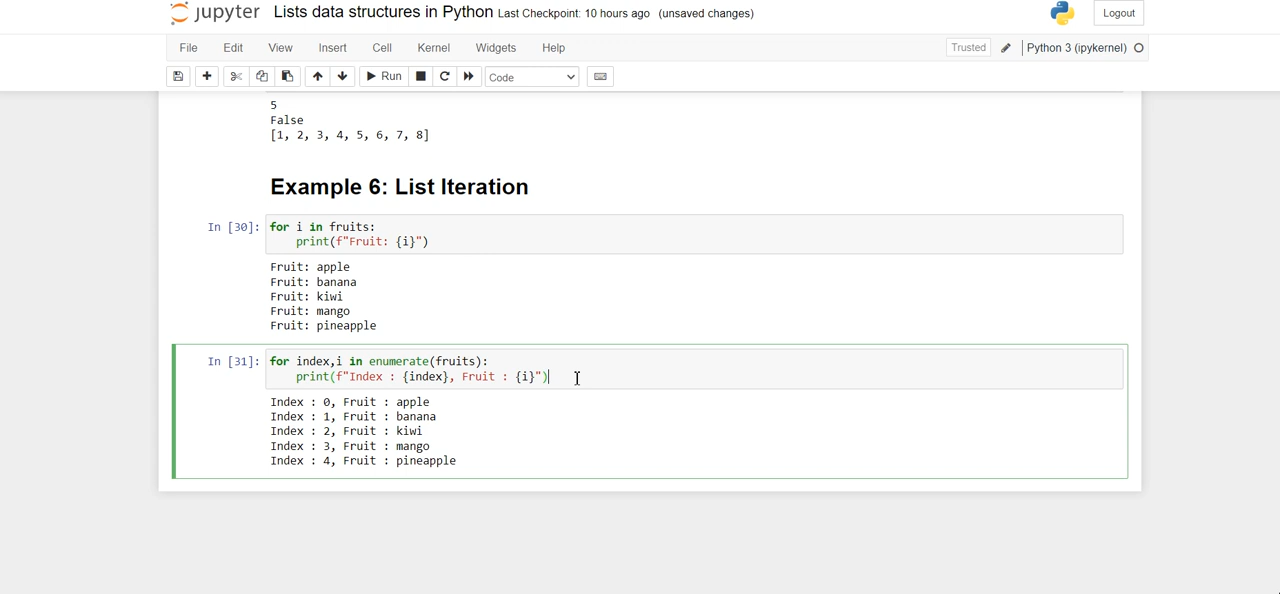 jupyter Lists data structures in Python Last Checkpoint: 10 hours ago (unsaved changes) Logout
File Edit View Insert Cell Kernel Widgets Help Trusted Python 3 (ipykernel)
Run Code
5
False
[1, 2, 3, 4, 5, 6, 7, 8]
Example 6: List Iteration
In [30]: for i in fruits:
    print(f"Fruit: {i}")
Fruit: apple
Fruit: banana
Fruit: kiwi
Fruit: mango
Fruit: pineapple
In [31]: for index,i in enumerate(fruits):
    print(f"Index : {index}, Fruit : {i}")
Index : 0, Fruit : apple
Index : 1, Fruit : banana
Index : 2, Fruit : kiwi
Index : 3, Fruit : mango
Index : 4, Fruit : pineapple